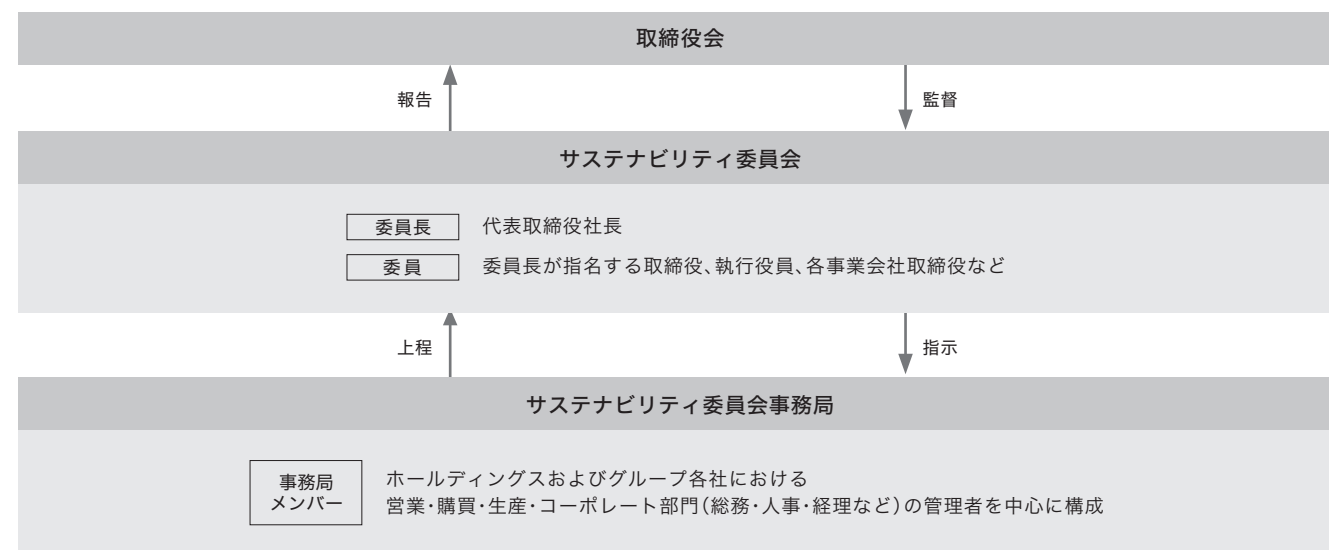 取締役会
報告
監督
サステナビリティ委員会
委員長 代表取締役社長
委員 委員長が指名する取締役、執行役員、各事業会社取締役など
上程
指示
サステナビリティ委員会事務局
事務局
メンバー
ホールディングスおよびグループ各社における
営業・購買・生産・コーポレート部門(総務・人事・経理など)の管理者を中心に構成